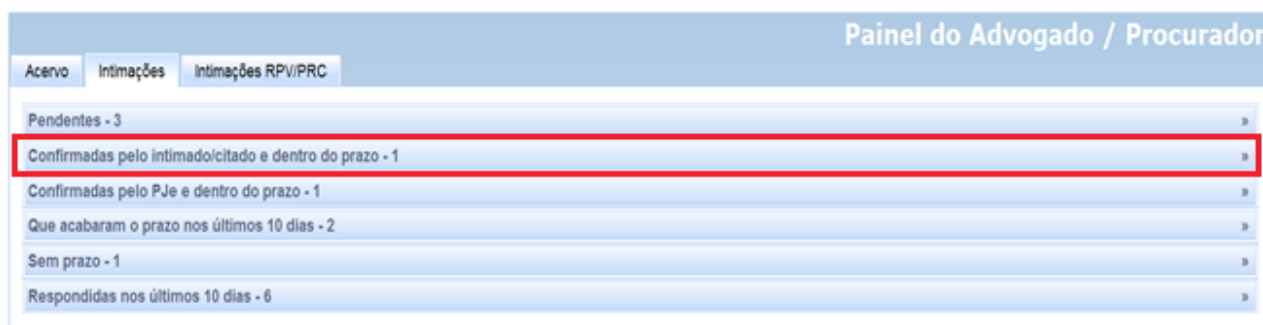 Painel do Advogado / Procurador
Acervo Intimações Intimações RPV/PRC
Pendentes - 3 »
Confirmadas pelo intimado/citado e dentro do prazo - 1 »
Confirmadas pelo PJe e dentro do prazo - 1 »
Que acabaram o prazo nos últimos 10 dias - 2 »
Sem prazo - 1 »
Respondidas nos últimos 10 dias - 6 »